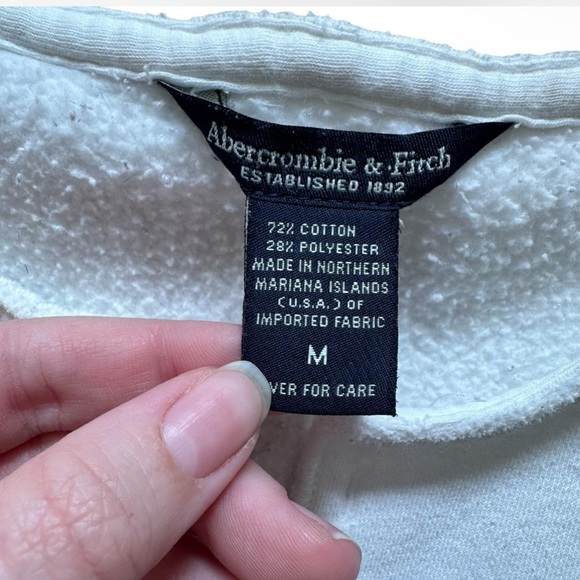 Abercrombie & Fitch
ESTABLISHED 1892
72% COTTON
28% POLYESTER
MADE IN NORTHERN
MARIANA ISLANDS
(U.S.A.) OF
IMPORTED FABRIC
M
VER FOR CARE